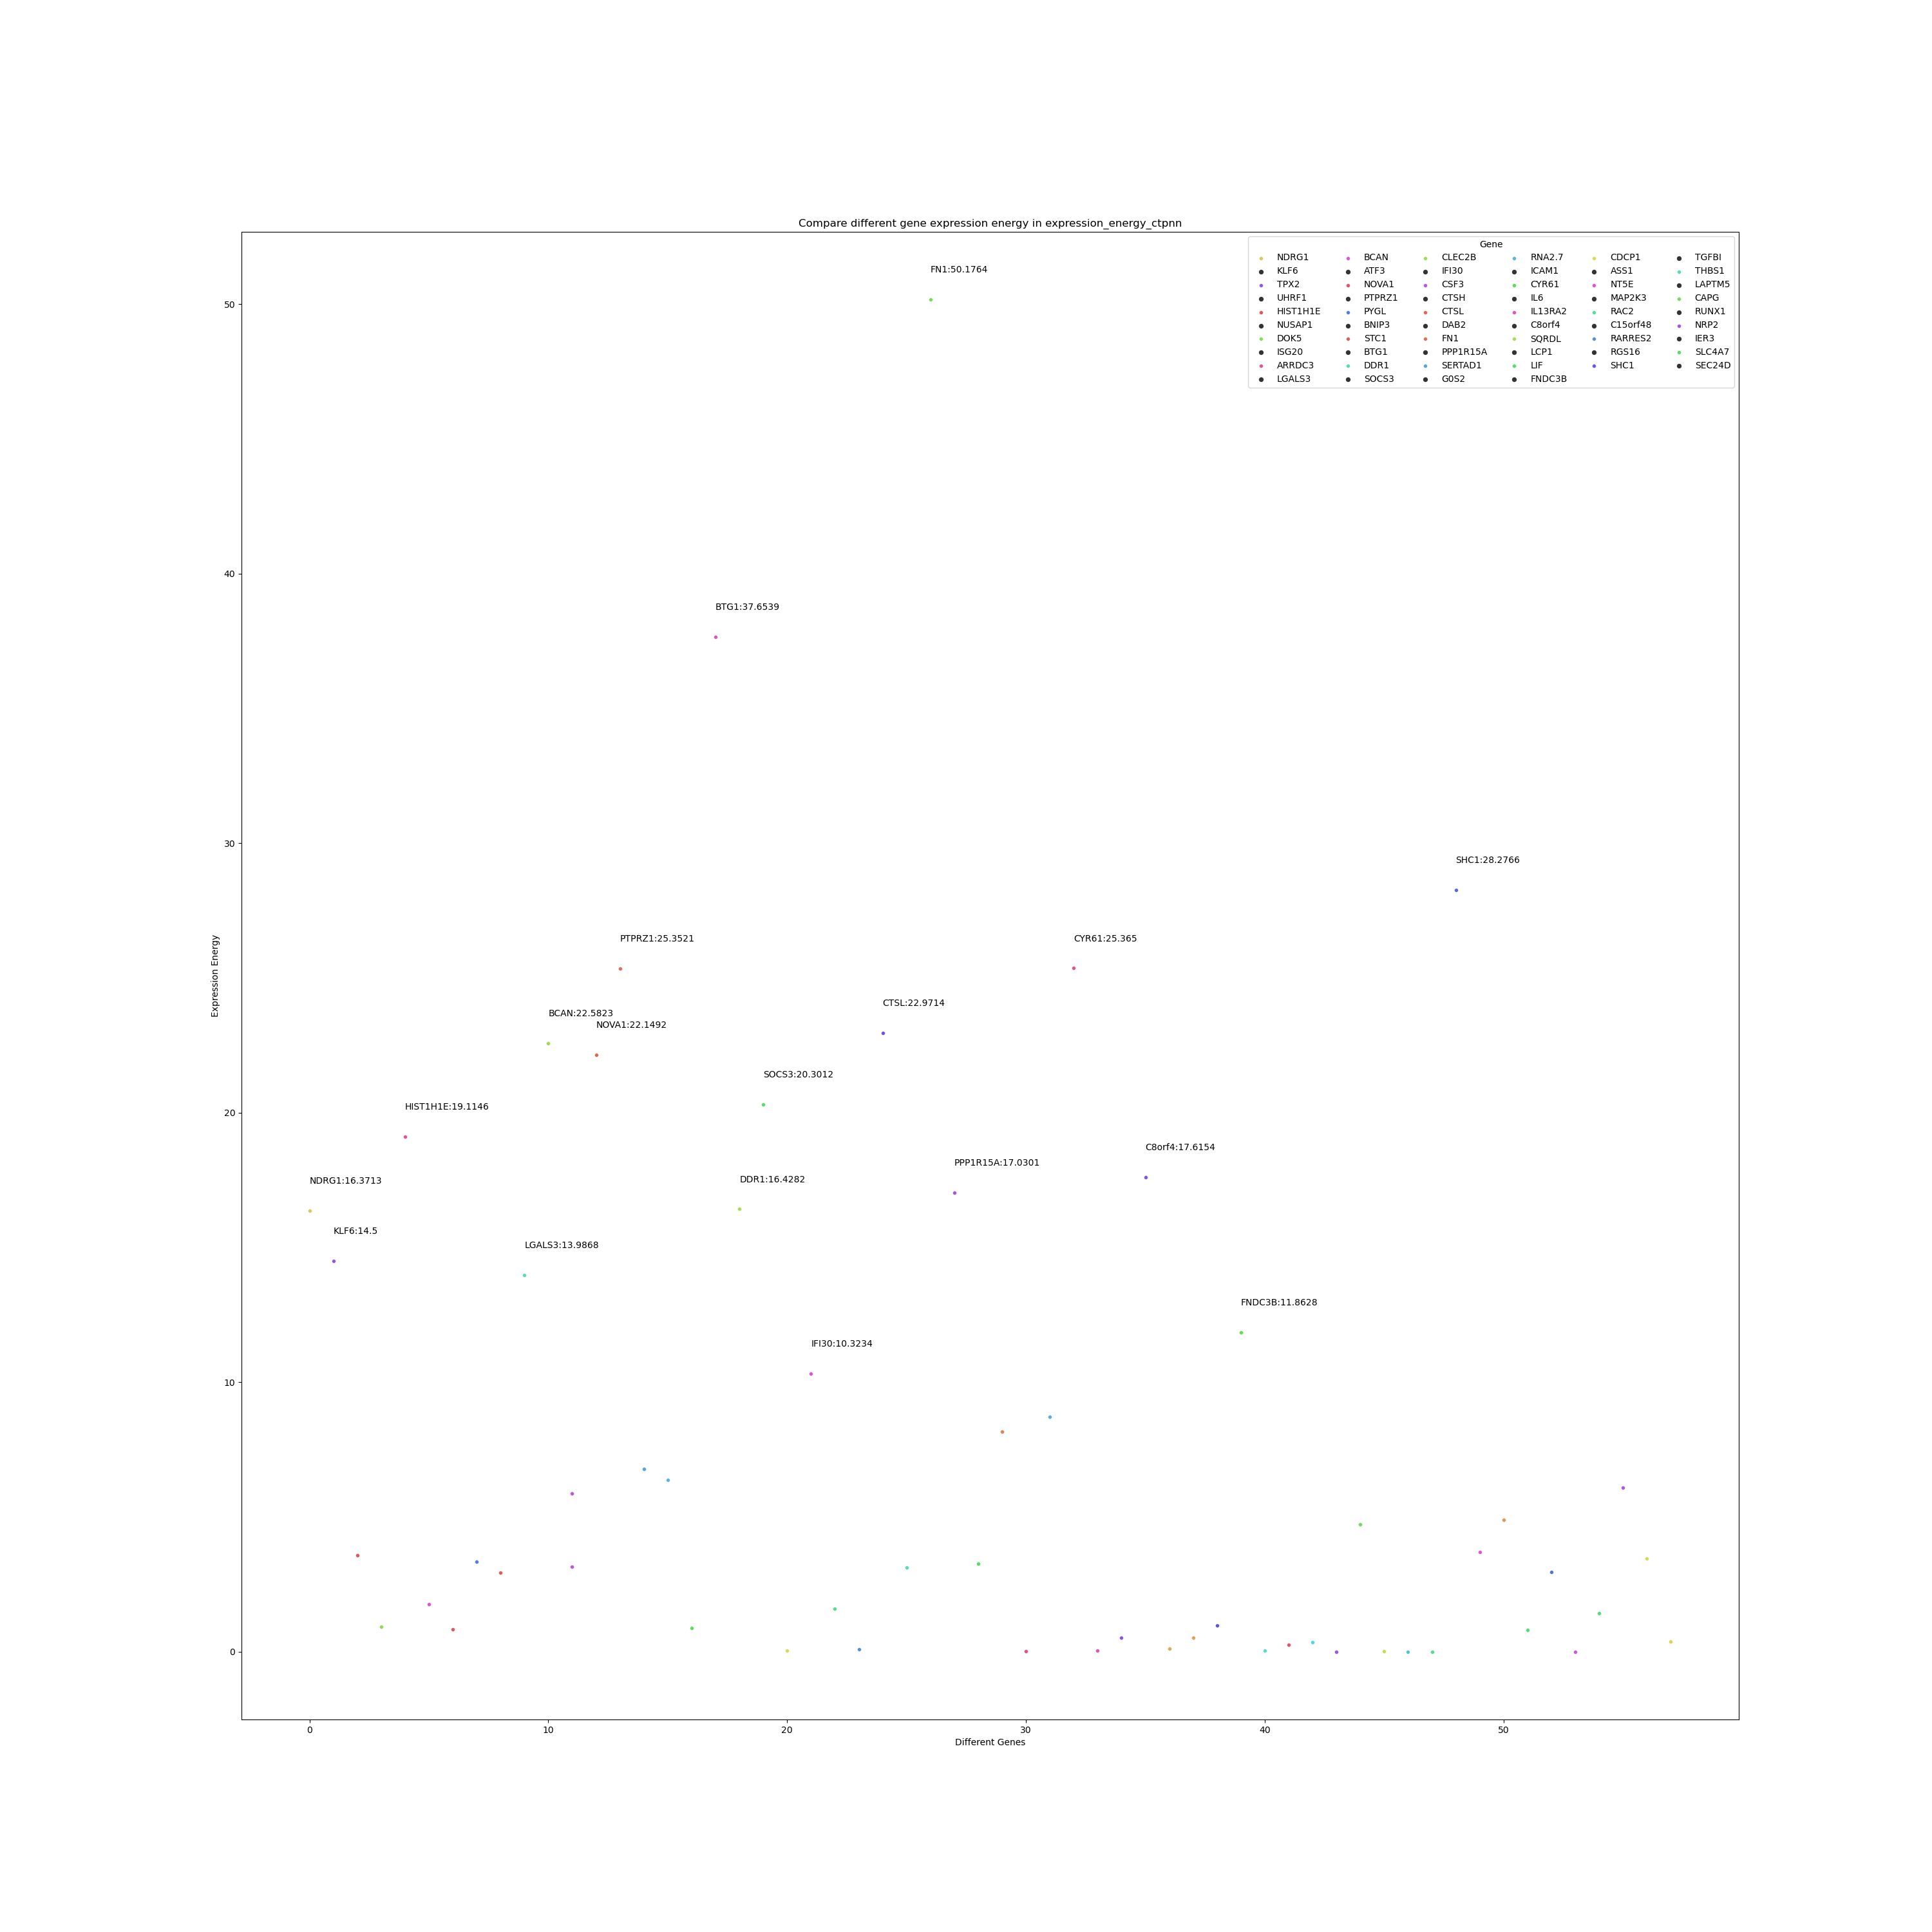 Compare different gene expression energy in expression_energy_ctpnn
Gene
NDRG1 BCAN CLEC2B RNA2.7 CDCP1 TGFBI
KLF6 ATF3 IFI30 ICAM1 ASS1 THBS1
TPX2 NOVA1 CSF3 CYR61 NT5E LAPTM5
UHRF1 PTPRZ1 CTSH IL6 MAP2K3 CAPG
HIST1H1E PYGL CTSL IL13RA2 RAC2 RUNX1
NUSAP1 BNIP3 DAB2 C8orf4 C15orf48 NRP2
DOK5 STC1 FN1 SQRDL RARRES2 IER3
ISG20 BTG1 PPP1R15A LCP1 RGS16 SLC4A7
ARRDC3 DDR1 SERTAD1 LIF SHC1 SEC24D
LGALS3 SOCS3 G0S2 FNDC3B
FN1:50.1764
50
40
BTG1:37.6539
30
SHC1:28.2766
PTPRZ1:25.3521
CYR61:25.365
CTSL:22.9714
BCAN:22.5823
NOVA1:22.1492
SOCS3:20.3012
HIST1H1E:19.1146
20
C8orf4:17.6154
PPP1R15A:17.0301
NDRG1:16.3713
DDR1:16.4282
KLF6:14.5
LGALS3:13.9868
FNDC3B:11.8628
IFI30:10.3234
10
0
Expression Energy
0 10 20 30 40 50
Different Genes